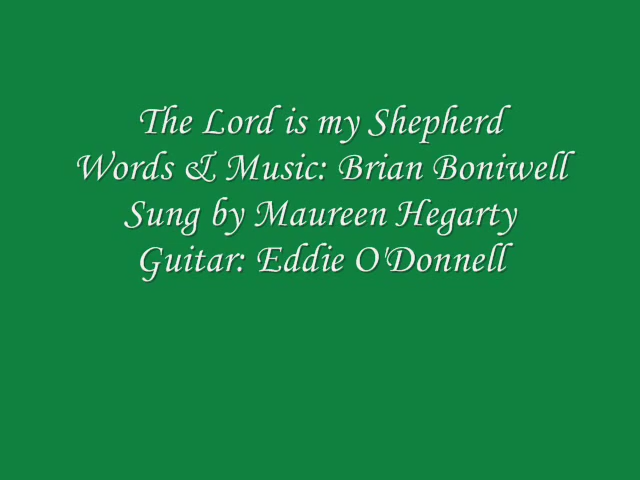 The Lord is my Shepherd
Words & Music: Brian Boniwell
Sung by Maureen Hegarty
Guitar: Eddie O'Donnell